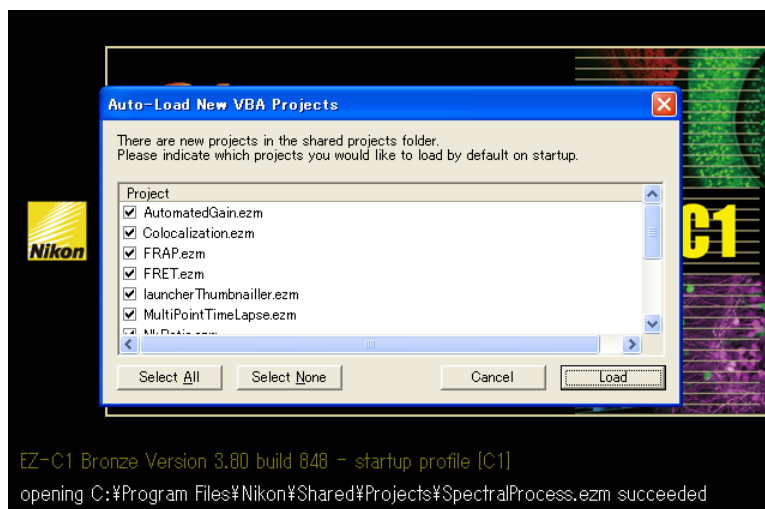 Auto-Load New VBA Projects
There are new projects in the shared projects folder.
Please indicate which projects you would like to load by default on startup.
Project
AutomatedGain.ezm
Colocalization.ezm
FRAP.ezm
FRET.ezm
launcherThumbnailler.ezm
MultiPointTimeLapse.ezm
Nikon
C1
Select All Select None Cancel Load
EZ-C1 Bronze Version 3.80 build 848 - startup profile [C1]
opening C:¥Program Files¥Nikon¥Shared¥Projects¥SpectralProcess.ezm succeeded